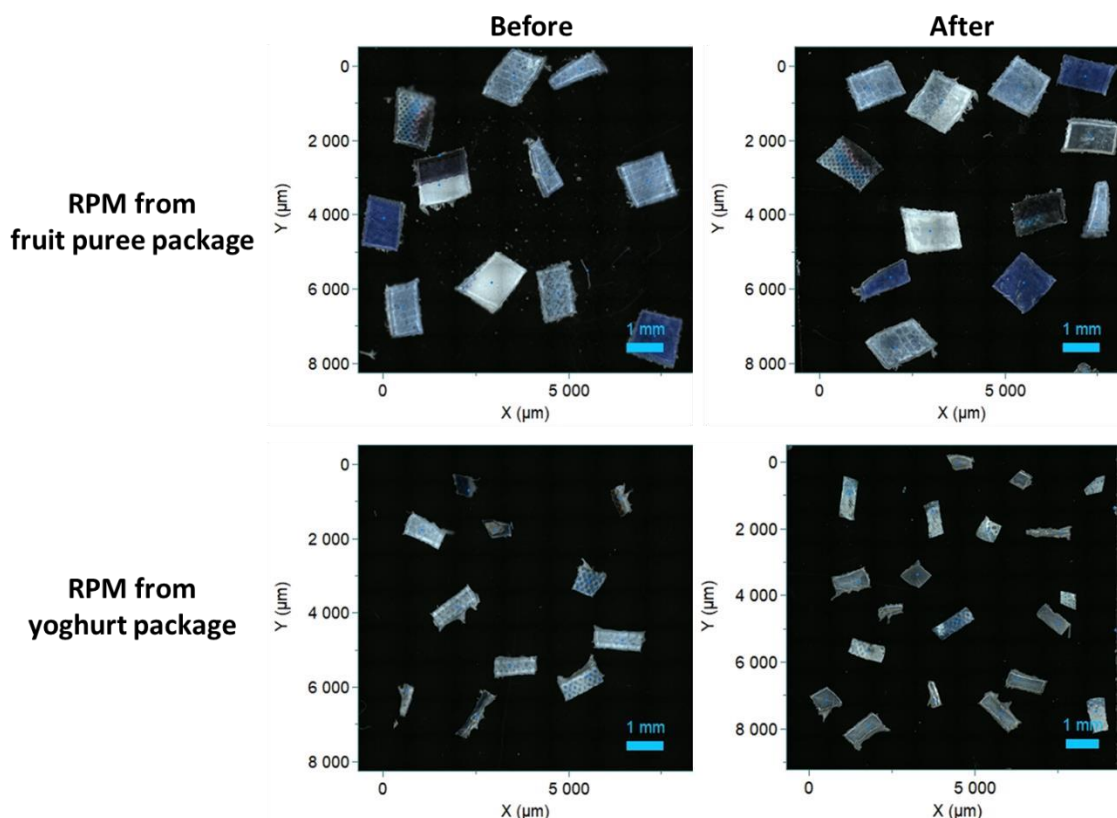 Before
After
RPM from
fruit puree package
0
2 000
4 000
6 000
8 000
Y (µm)
0
5 000
X (µm)
1 mm
0
2 000
4 000
6 000
8 000
Y (µm)
0
5 000
X (µm)
1 mm
RPM from
yoghurt package
0
2 000
4 000
6 000
8 000
Y (µm)
0
5 000
X (µm)
1 mm
0
2 000
4 000
6 000
8 000
Y (µm)
0
5 000
X (µm)
1 mm